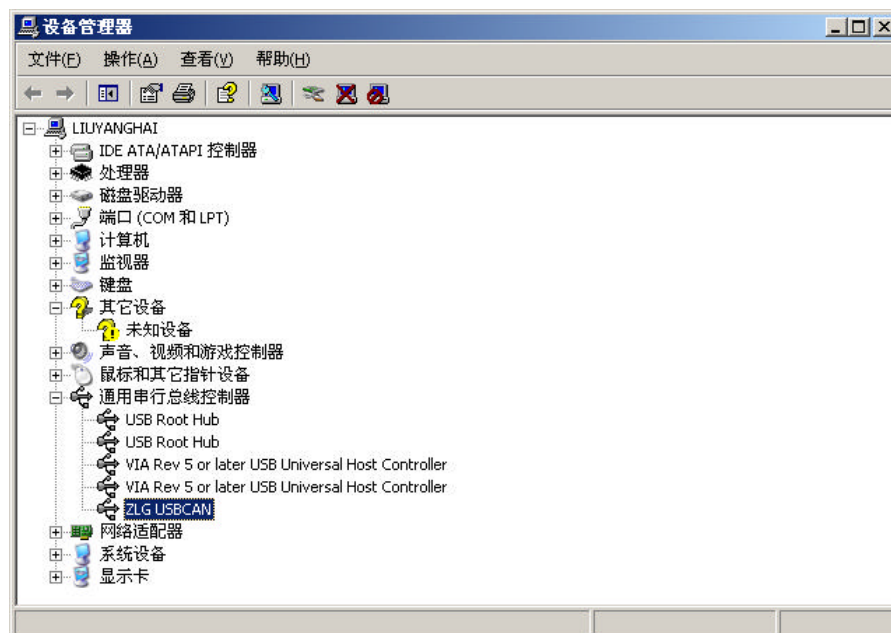 设备管理器
文件(F) 操作(A) 查看(V) 帮助(H)
LIUYANGHAI
IDE ATA/ATAPI 控制器
处理器
磁盘驱动器
端口 (COM 和 LPT)
计算机
监视器
键盘
其它设备
未知设备
声音、视频和游戏控制器
鼠标和其它指针设备
通用串行总线控制器
USB Root Hub
USB Root Hub
VIA Rev 5 or later USB Universal Host Controller
VIA Rev 5 or later USB Universal Host Controller
ZLG USBCAN
网络适配器
系统设备
显示卡